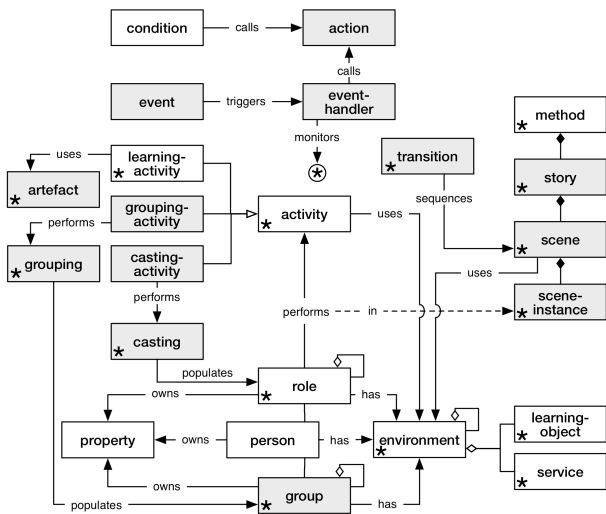 condition
calls
action
calls
event
triggers
event-
handler
monitors
*
method
*
transition
*
story
*
sequences
scene
*
uses
scene-
instance
*
uses
learning-
activity
*
artefact
*
grouping-
activity
performs
grouping
*
casting-
activity
performs
casting
*
activity
*
uses
performs
in
populates
role
*
owns
has
property
owns
person
has
environment
*
learning-
object
*
service
*
owns
populates
group
*
has